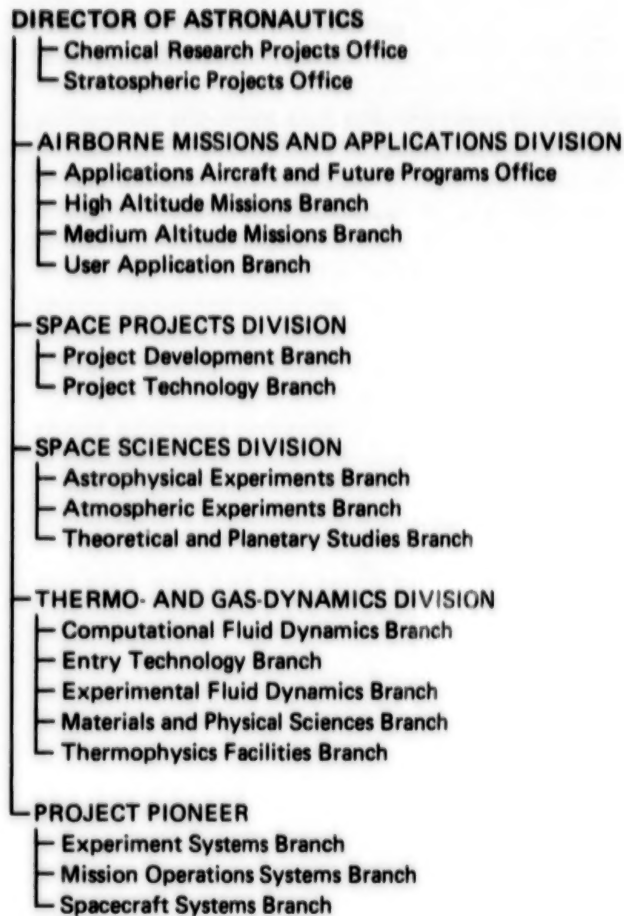 DIRECTOR OF ASTRONAUTICS
Chemical Research Projects Office
Stratospheric Projects Office
AIRBORNE MISSIONS AND APPLICATIONS DIVISION
Applications Aircraft and Future Programs Office
High Altitude Missions Branch
Medium Altitude Missions Branch
User Application Branch
SPACE PROJECTS DIVISION
Project Development Branch
Project Technology Branch
SPACE SCIENCES DIVISION
Astrophysical Experiments Branch
Atmospheric Experiments Branch
Theoretical and Planetary Studies Branch
THERMO- AND GAS-DYNAMICS DIVISION
Computational Fluid Dynamics Branch
Entry Technology Branch
Experimental Fluid Dynamics Branch
Materials and Physical Sciences Branch
Thermophysics Facilities Branch
PROJECT PIONEER
Experiment Systems Branch
Mission Operations Systems Branch
Spacecraft Systems Branch